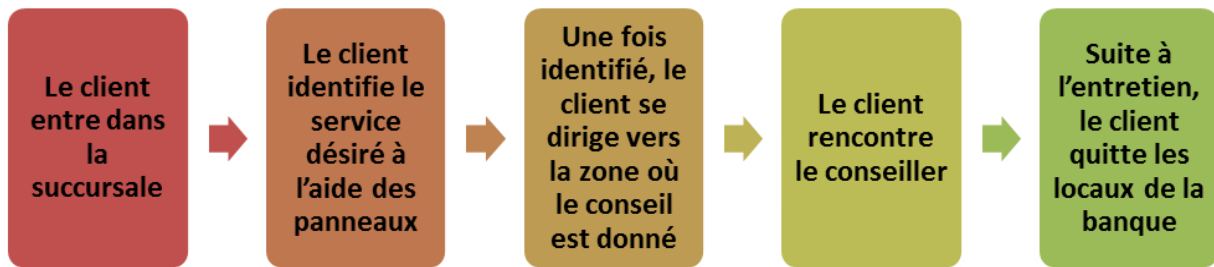 Le client
entre dans
la
succursale
Le client
identifie le
service
désiré à
l’aide des
panneaux
Une fois
identifié, le
client se
dirige vers
la zone où
le conseil
est donné
Le client
rencontre
le conseiller
Suite à
l’entretien,
le client
quitte les
locaux de la
banque